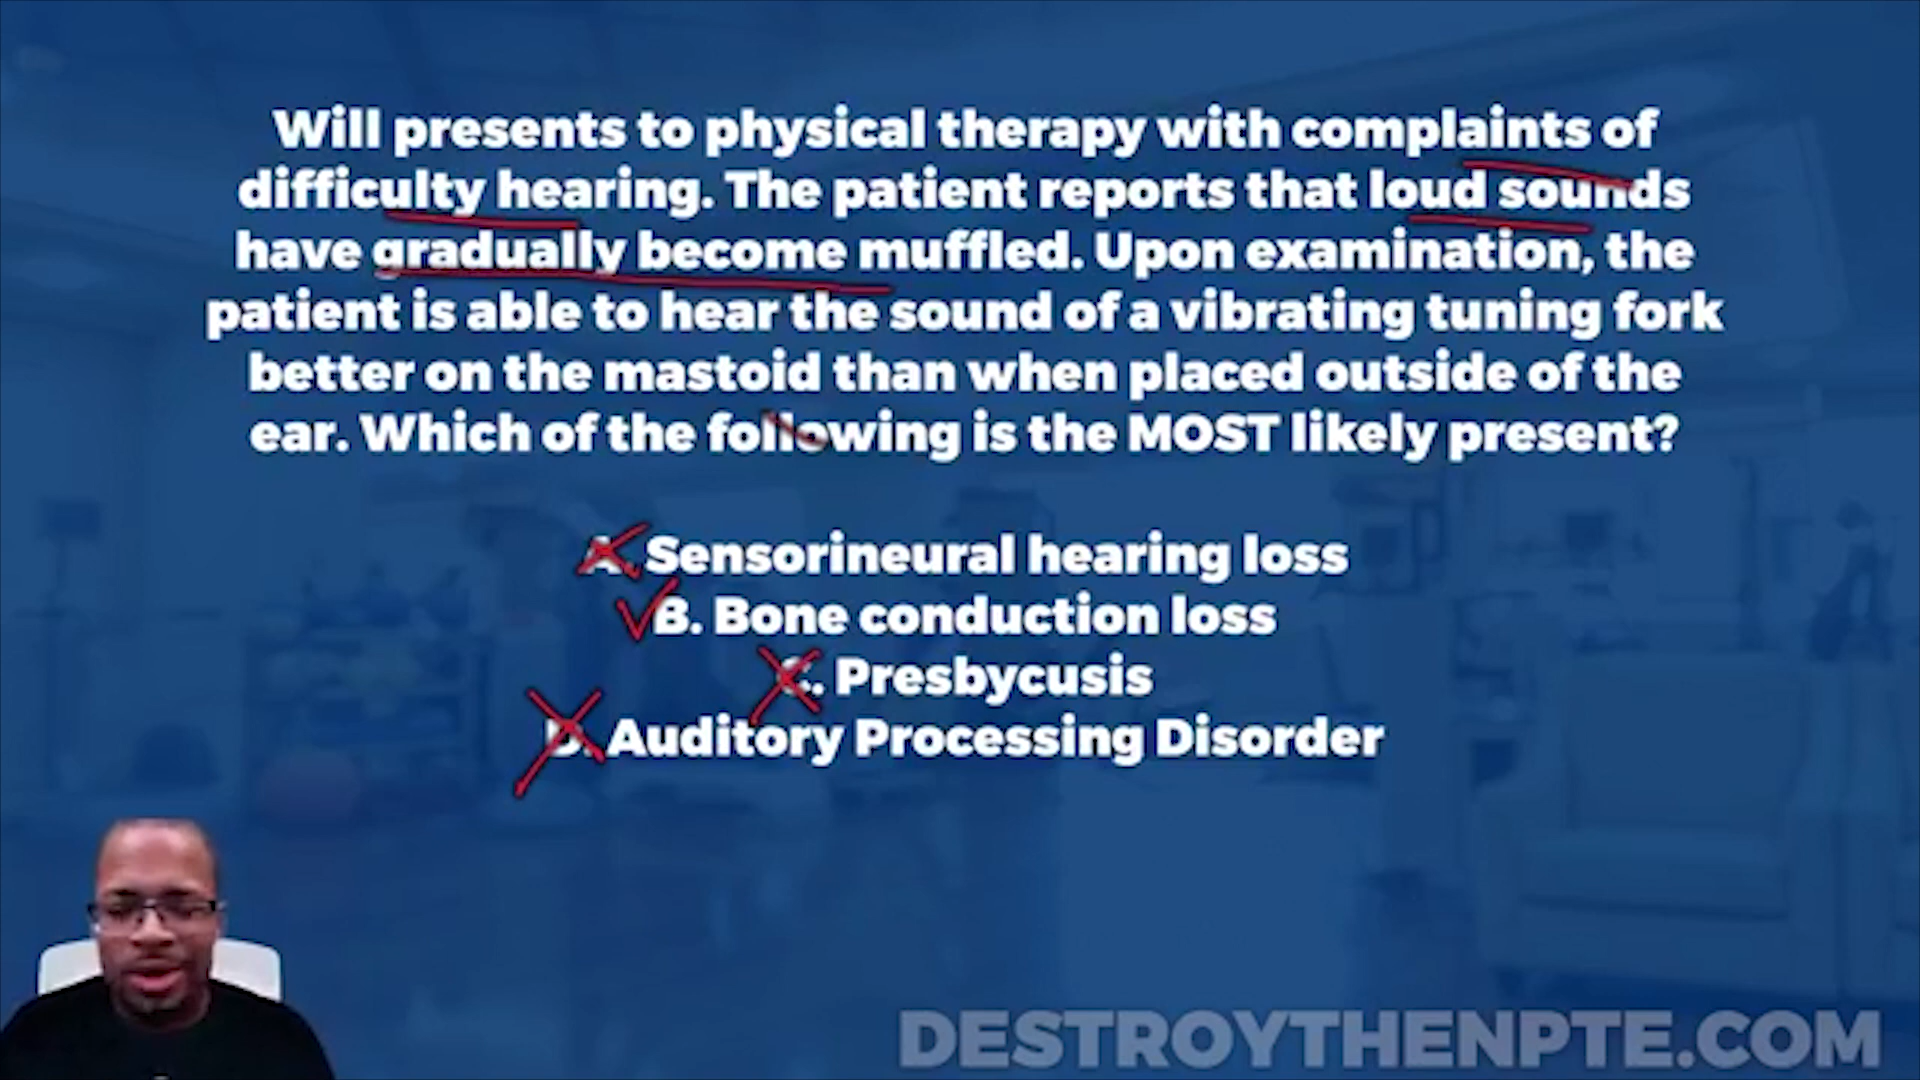 Will presents to physical therapy with complaints of
difficulty hearing. The patient reports that loud sounds
have gradually become muffled. Upon examination, the
patient is able to hear the sound of a vibrating tuning fork
better on the mastoid than when placed outside of the
ear. Which of the following is the MOST likely present?
A. Sensorineural hearing loss
B. Bone conduction loss
C. Presbycusis
D. Auditory Processing Disorder
DESTROYTHENPTE.COM